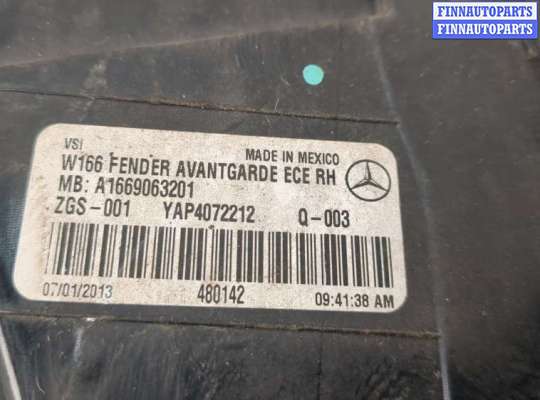 FINNAUTOPARTS
FINNAUTOPARTS
VSI
MADE IN MEXICO
W166 FENDER AVANTGARDE ECE RH
MB: A1669063201
ZGS-001 YAP4072212 Q-003
07/01/2013 480142 09:41:38 AM